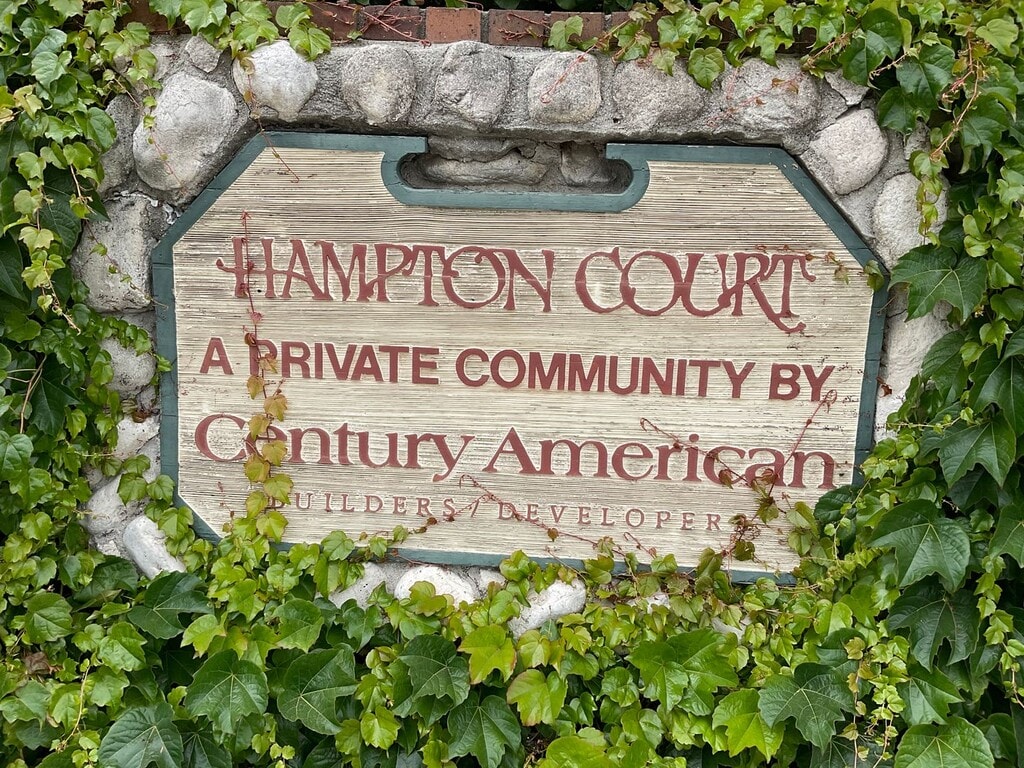 HAMPTON COURT
A PRIVATE COMMUNITY BY
Century American
BUILDERS / DEVELOPERS